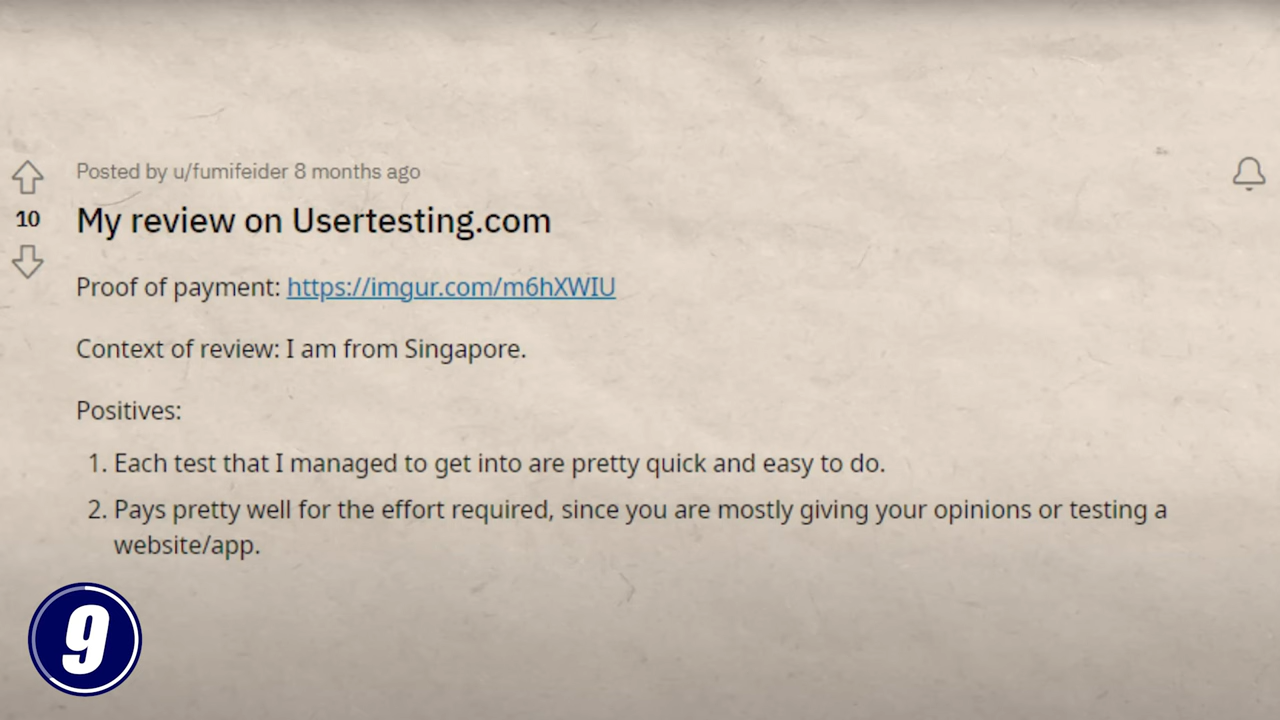 Posted by u/fumifeider 8 months ago
10
My review on Usertesting.com
Proof of payment: https://imgur.com/m6hXWIU
Context of review: I am from Singapore.
Positives:
1. Each test that I managed to get into are pretty quick and easy to do.
2. Pays pretty well for the effort required, since you are mostly giving your opinions or testing a
website/app.
9